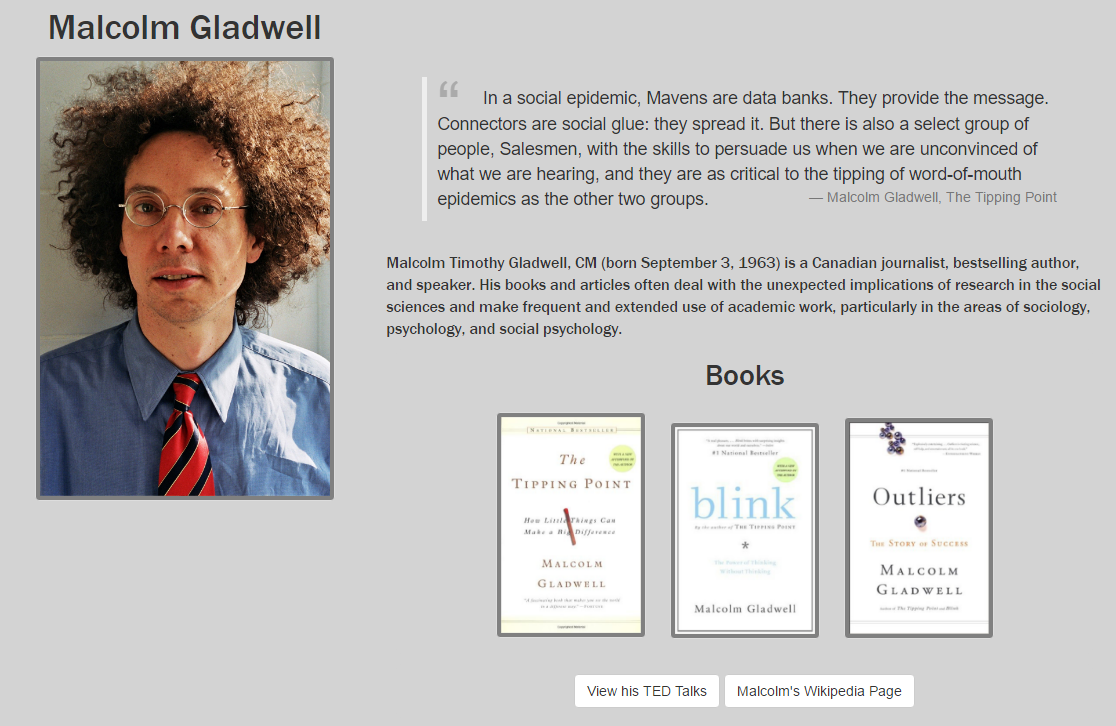 Malcolm Gladwell
“ In a social epidemic, Mavens are data banks. They provide the message.
Connectors are social glue: they spread it. But there is also a select group of
people, Salesmen, with the skills to persuade us when we are unconvinced of
what we are hearing, and they are as critical to the tipping of word-of-mouth
epidemics as the other two groups.
— Malcolm Gladwell, The Tipping Point
Malcolm Timothy Gladwell, CM (born September 3, 1963) is a Canadian journalist, bestselling author,
and speaker. His books and articles often deal with the unexpected implications of research in the social
sciences and make frequent and extended use of academic work, particularly in the areas of sociology,
psychology, and social psychology.
Books
National Bestseller
The
Tipping Point
How Little Things Can
Make a Big Difference
Malcolm
Gladwell
#1 National Bestseller
blink
by the author of The Tipping Point
*
The Power of Thinking
Without Thinking
Malcolm Gladwell
Outliers
The Story of Success
Malcolm
Gladwell
author of The Tipping Point and Blink
View his TED Talks
Malcolm's Wikipedia Page